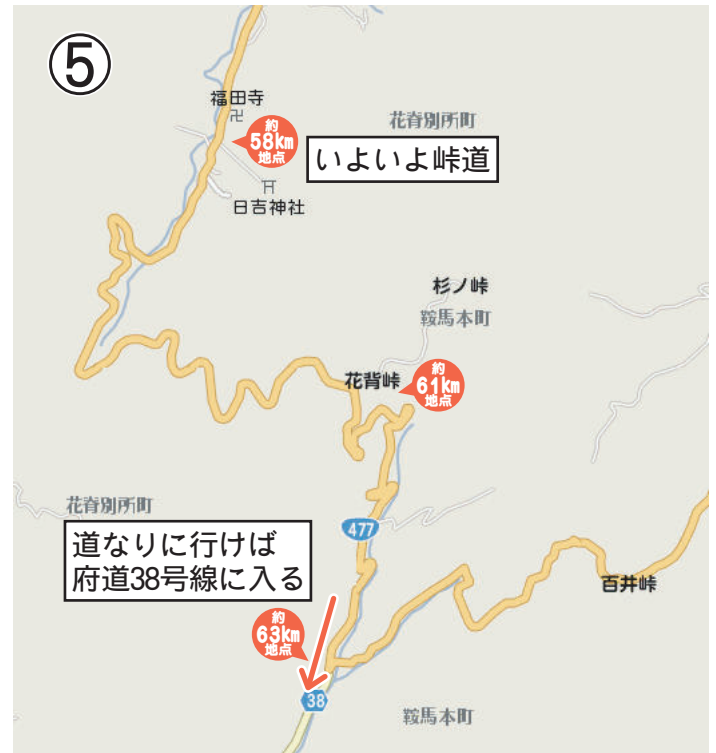 ⑤
福田寺
約
58km
地点
花脊別所町
いよいよ峠道
日吉神社
杉ノ峠
鞍馬本町
花背峠
約
61km
地点
花脊別所町
477
道なりに行けば
府道38号線に入る
百井峠
約
63km
地点
38
鞍馬本町